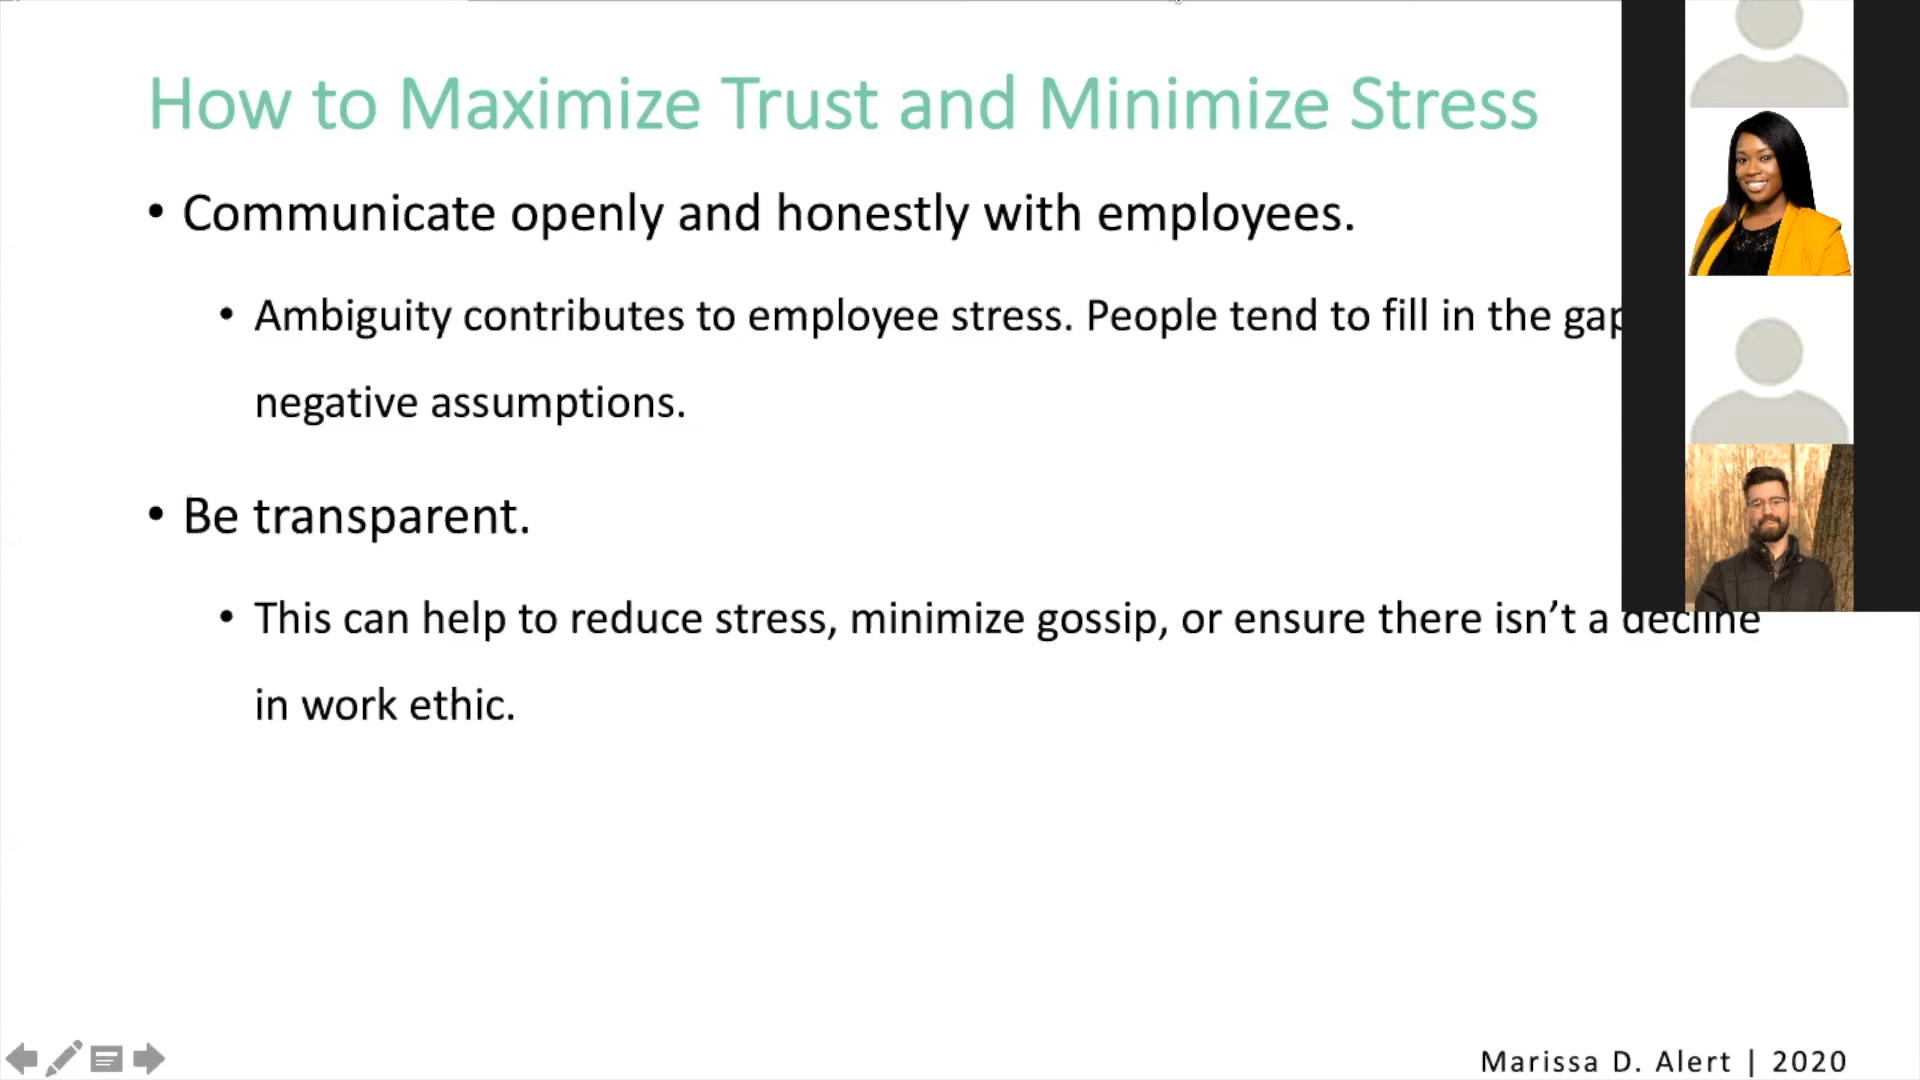 How to Maximize Trust and Minimize Stress
• Communicate openly and honestly with employees.
• Ambiguity contributes to employee stress. People tend to fill in the
negative assumptions.
• Be transparent.
• This can help to reduce stress, minimize gossip, or ensure there isn’t a decline
in work ethic.
Marissa D. Alert | 2020